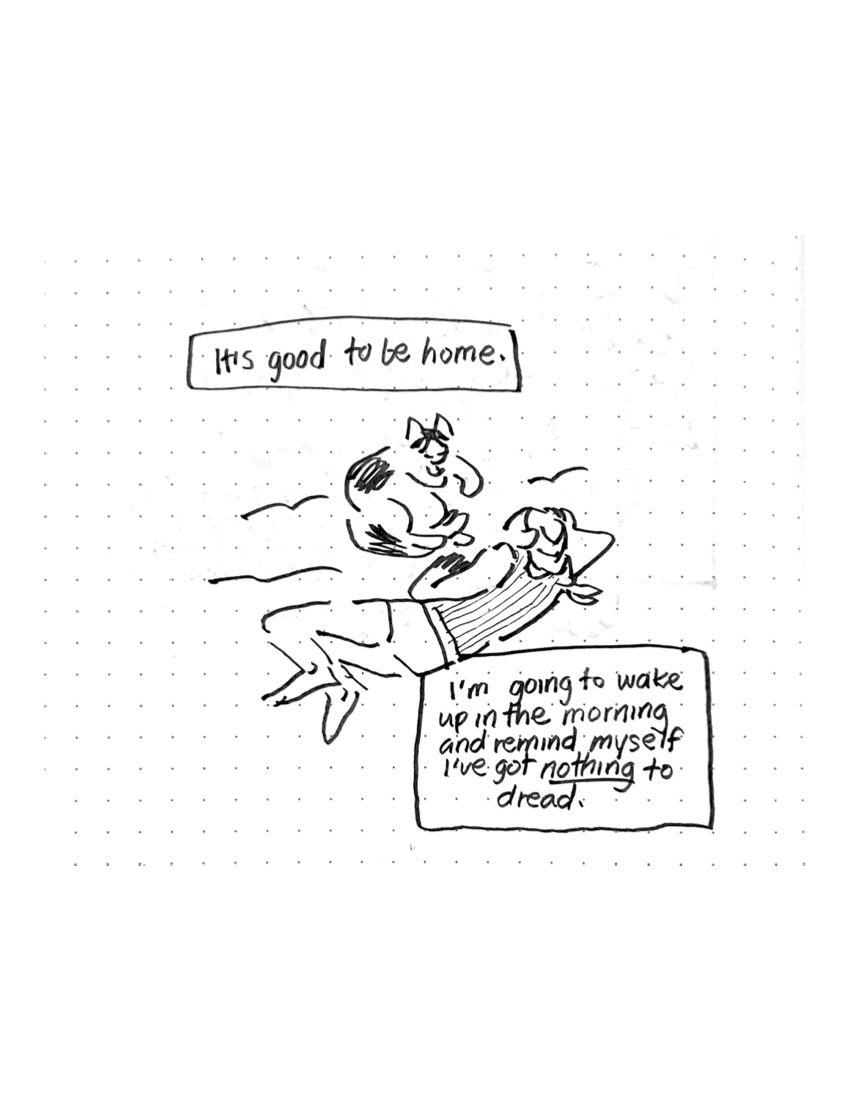 It's good to be home.
I'm going to wake
up in the morning
and remind myself
I've got nothing to
dread.